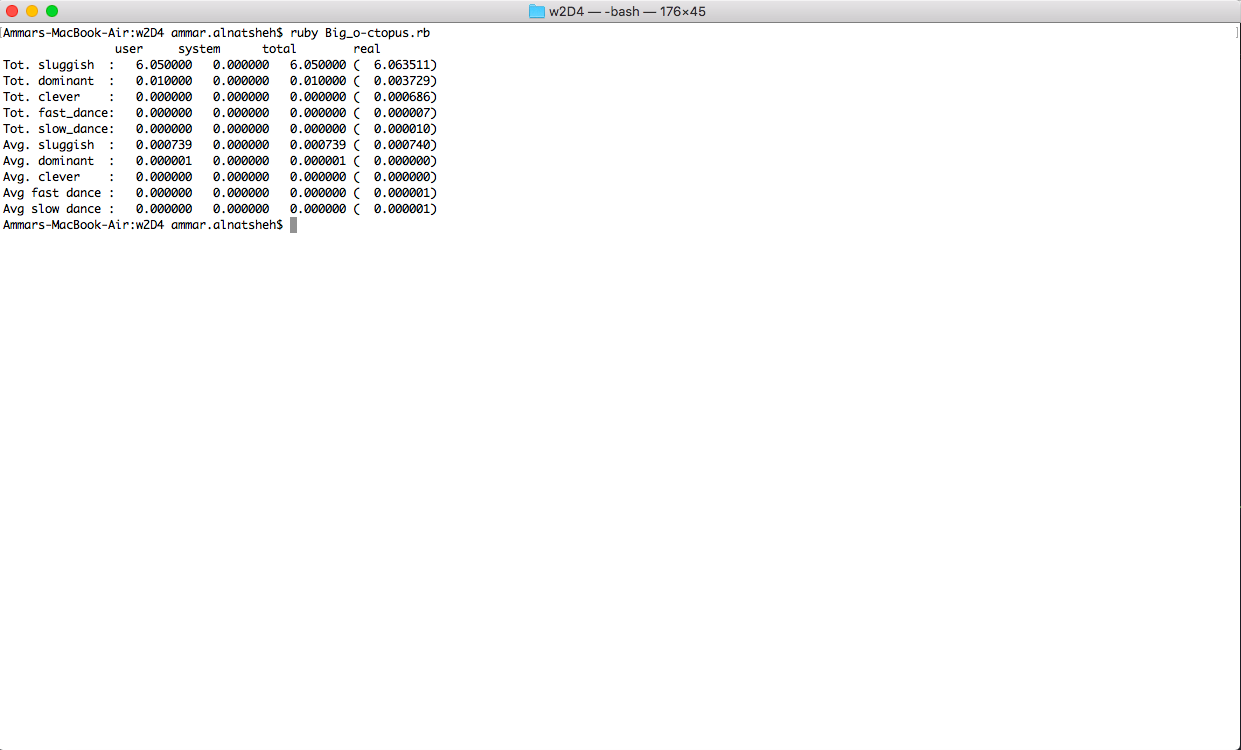 w2D4 — -bash — 176×45
[Ammars-MacBook-Air:w2D4 ammar.alnatsheh$ ruby Big_o-ctopus.rb ]
                user     system      total        real
Tot. sluggish  :   6.050000   0.000000   6.050000 (  6.063511)
Tot. dominant  :   0.010000   0.000000   0.010000 (  0.003729)
Tot. clever    :   0.000000   0.000000   0.000000 (  0.000686)
Tot. fast_dance:   0.000000   0.000000   0.000000 (  0.000007)
Tot. slow_dance:   0.000000   0.000000   0.000000 (  0.000010)
Avg. sluggish  :   0.000739   0.000000   0.000739 (  0.000740)
Avg. dominant  :   0.000001   0.000000   0.000001 (  0.000000)
Avg. clever    :   0.000000   0.000000   0.000000 (  0.000000)
Avg fast dance :   0.000000   0.000000   0.000000 (  0.000001)
Avg slow dance :   0.000000   0.000000   0.000000 (  0.000001)
Ammars-MacBook-Air:w2D4 ammar.alnatsheh$